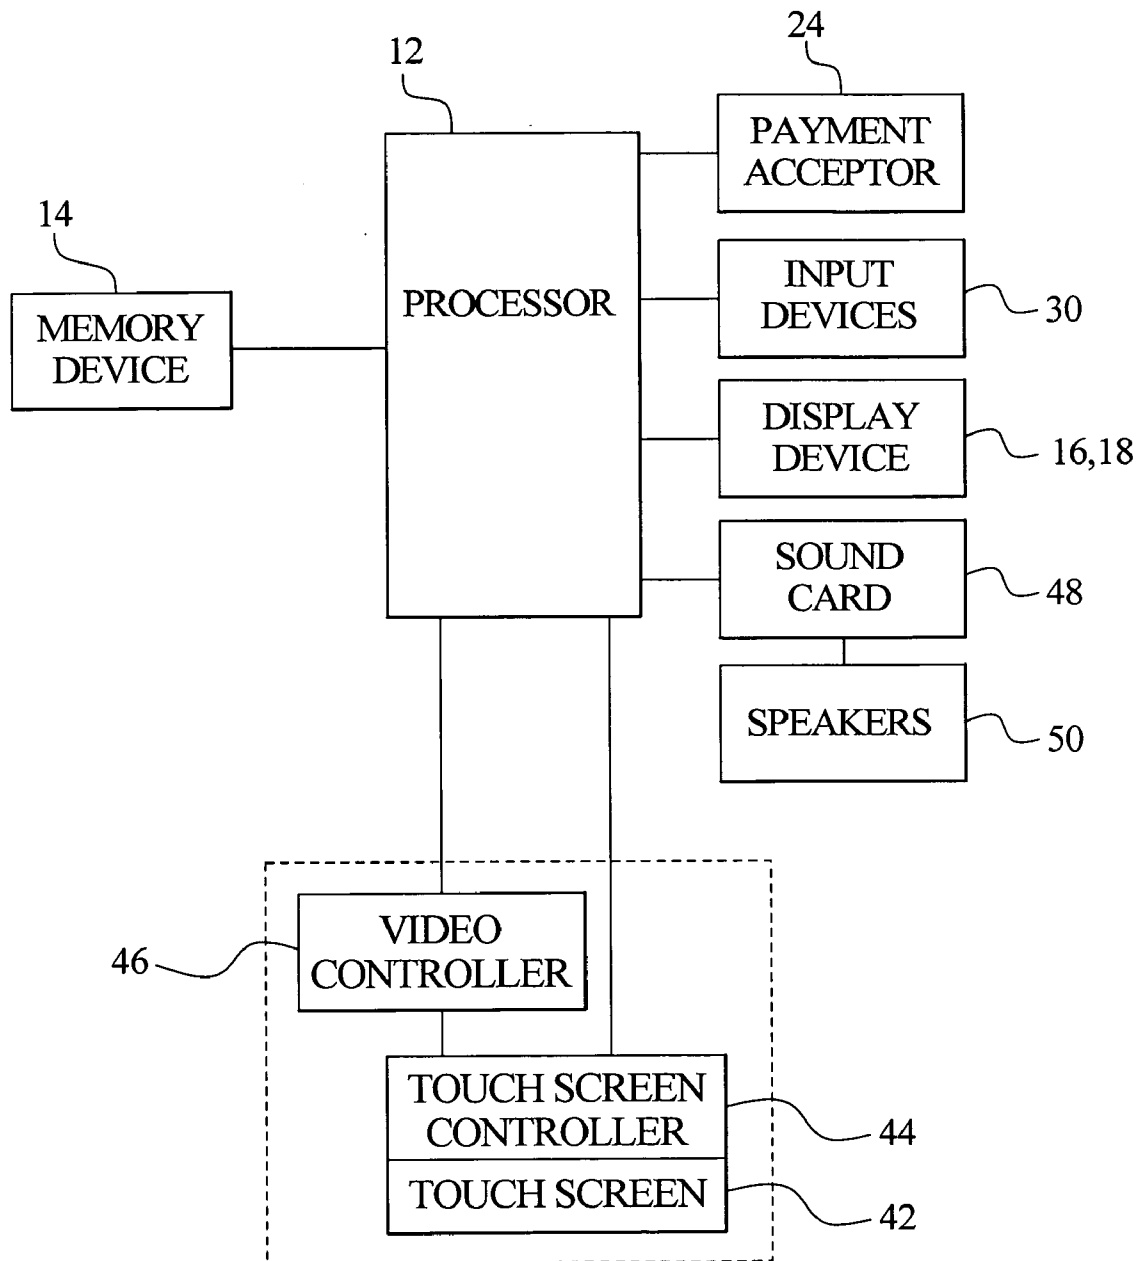 24
12
PAYMENT
ACCEPTOR
14
INPUT
DEVICES
PROCESSOR
30
MEMORY
DEVICE
DISPLAY
DEVICE
16,18
SOUND
CARD
48
SPEAKERS
50
VIDEO
CONTROLLER
46
TOUCH SCREEN
CONTROLLER
44
TOUCH SCREEN
42